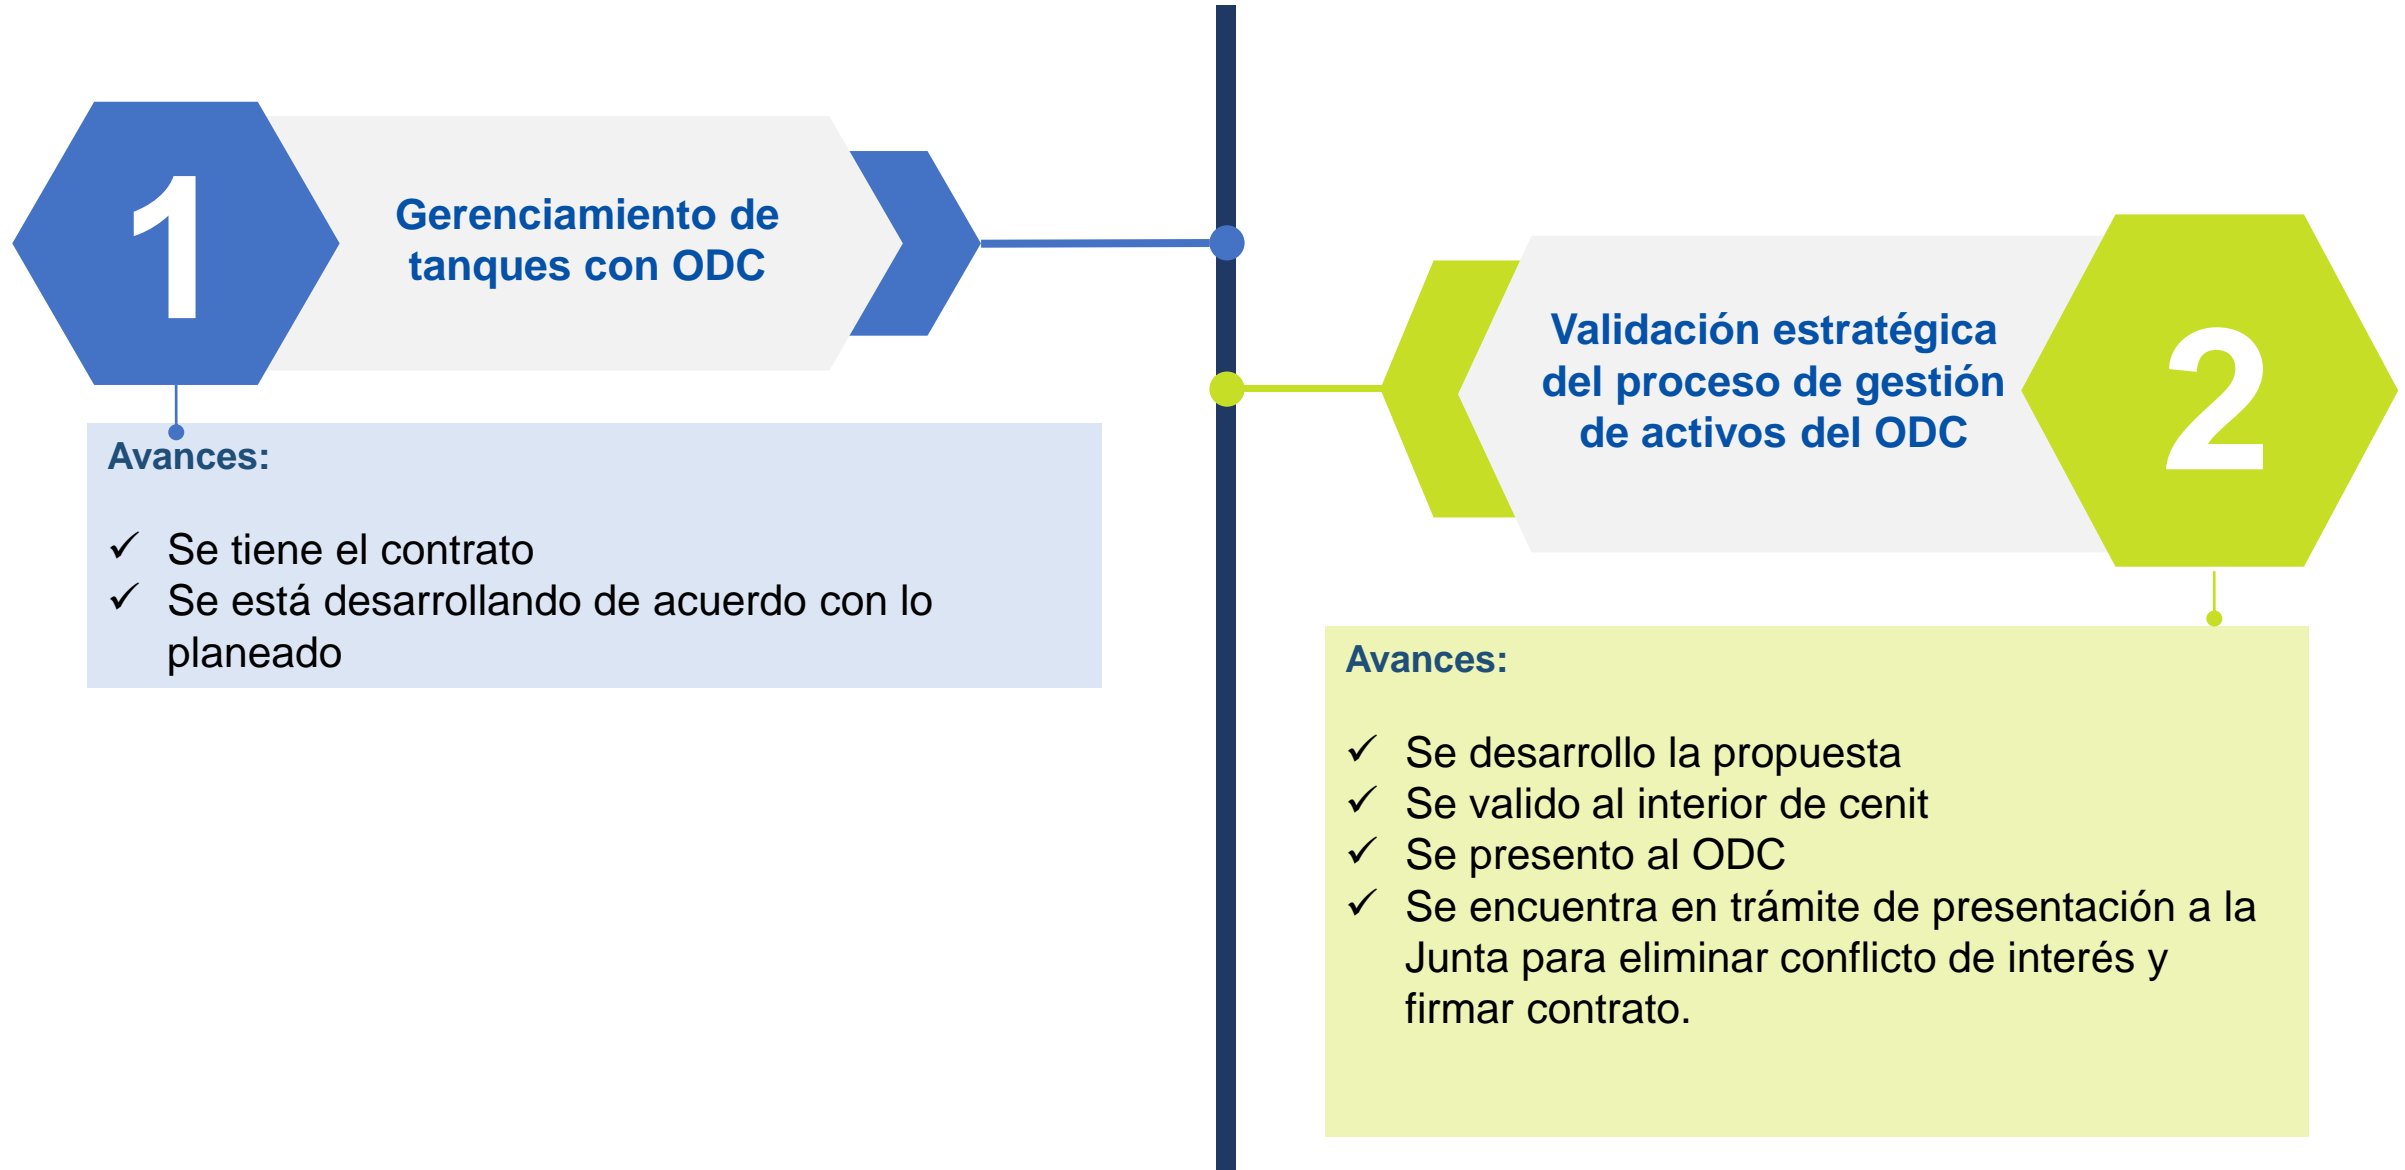 1
Gerenciamiento de
tanques con ODC
Avances:
✓ Se tiene el contrato
✓ Se está desarrollando de acuerdo con lo
planeado
2
Validación estratégica
del proceso de gestión
de activos del ODC
Avances:
✓ Se desarrollo la propuesta
✓ Se valido al interior de cenit
✓ Se presento al ODC
✓ Se encuentra en trámite de presentación a la
Junta para eliminar conflicto de interés y
firmar contrato.